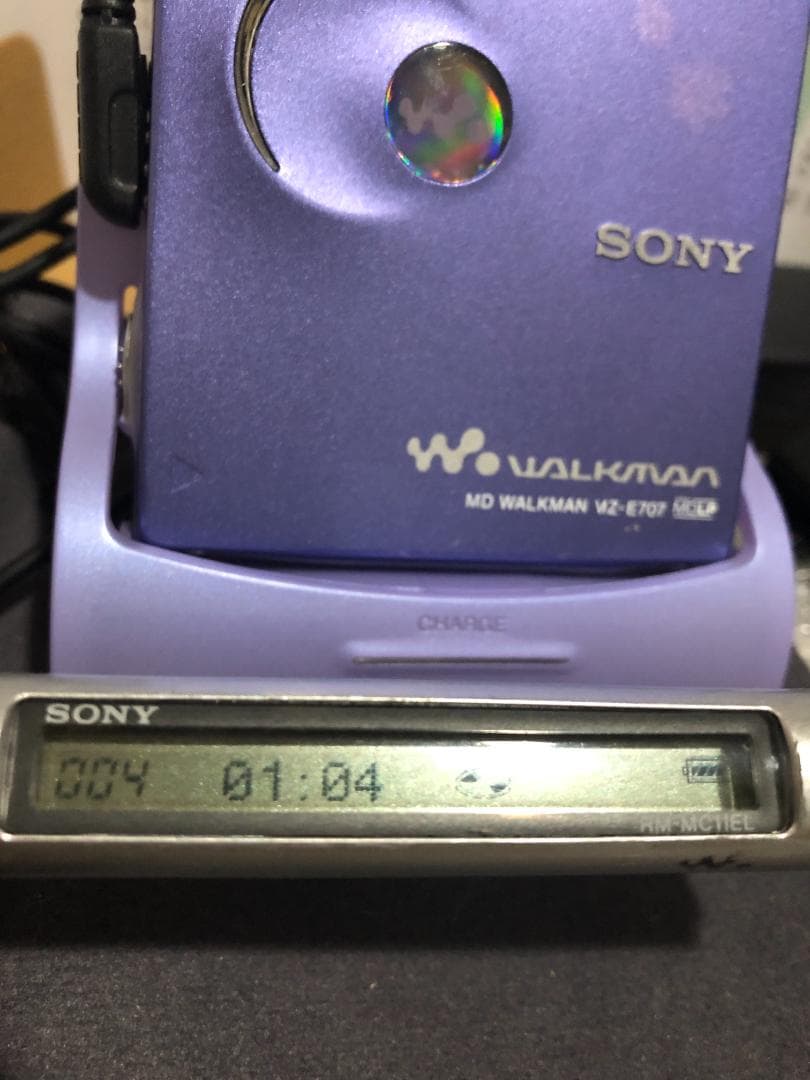 SONY
WALKMAN
MD WALKMAN MZ-E707 MDLP
CHARGE
SONY
004 01:04
RM-MC11EL